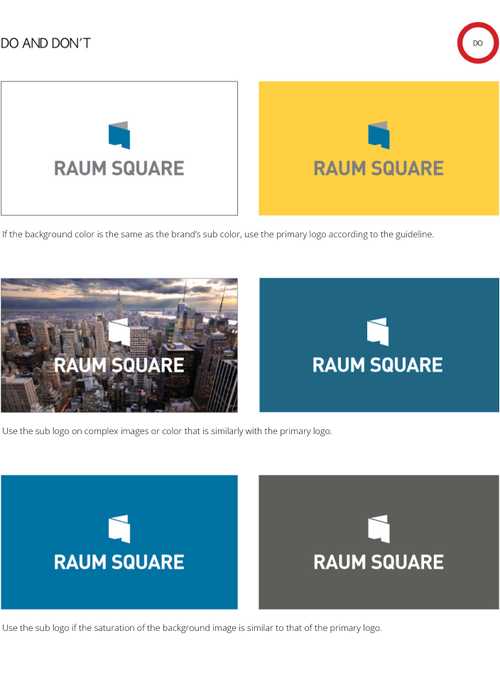 DO AND DON'T
DO
RAUM SQUARE
RAUM SQUARE
If the background color is the same as the brand's sub color, use the primary logo according to the guideline.
RAUM SQUARE
RAUM SQUARE
Use the sub logo on complex images or color that is similarly with the primary logo.
RAUM SQUARE
RAUM SQUARE
Use the sub logo if the saturation of the background image is similar to that of the primary logo.